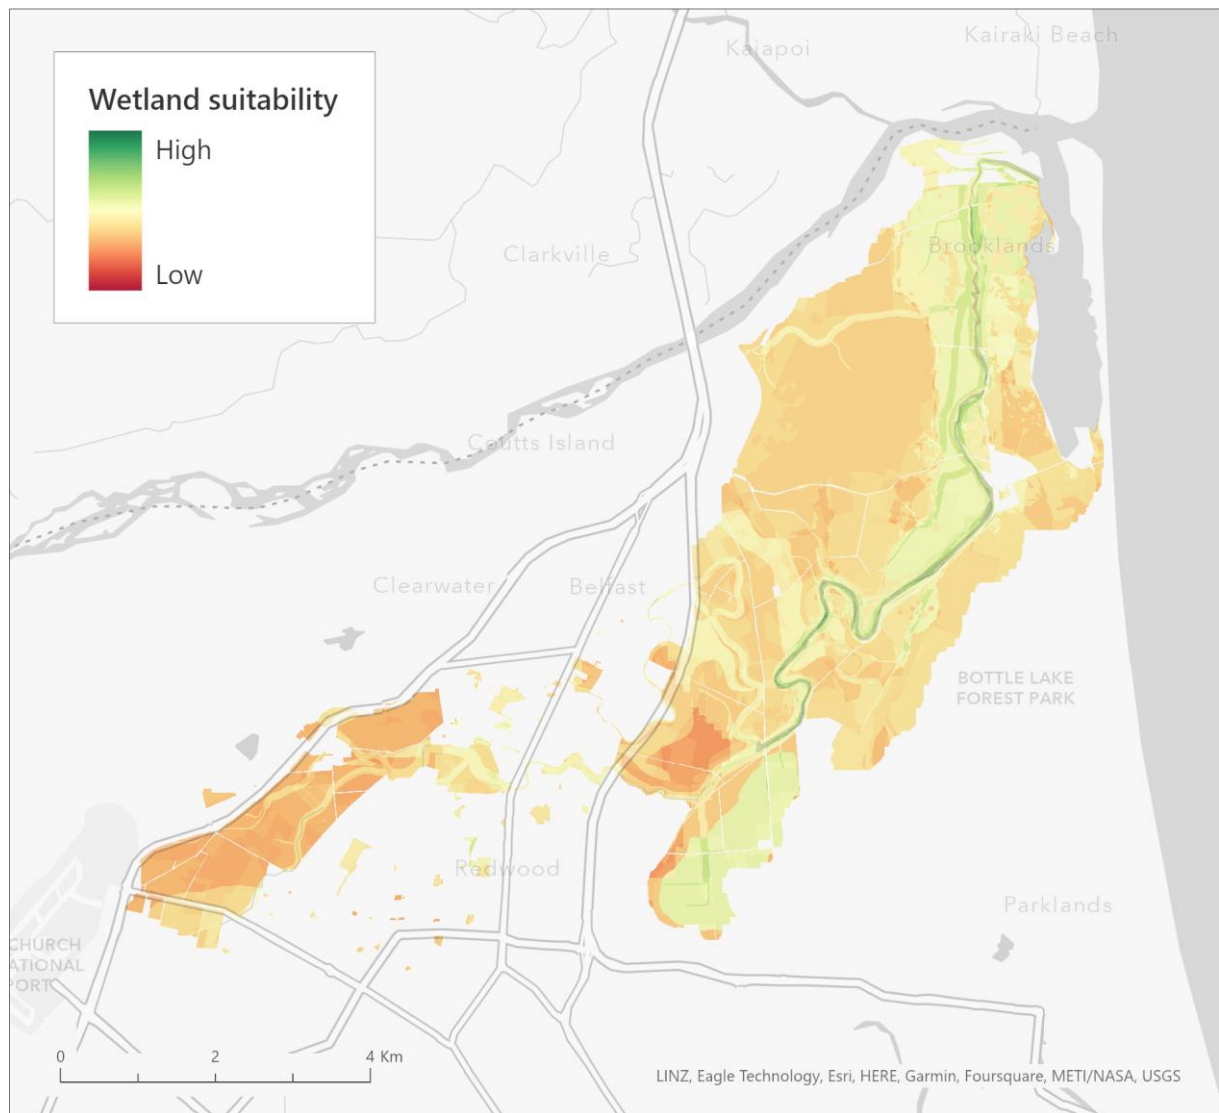 Kaiapoi
Kairaki Beach
Wetland suitability
High
Low
Brooklands
Clarkville
Coutts Island
Clearwater
Belfast
BOTTLE LAKE
FOREST PARK
Redwood
Parklands
CHURCH
ATIONAL
PORT
0 2 4 Km
LINZ, Eagle Technology, Esri, HERE, Garmin, Foursquare, METI/NASA, USGS